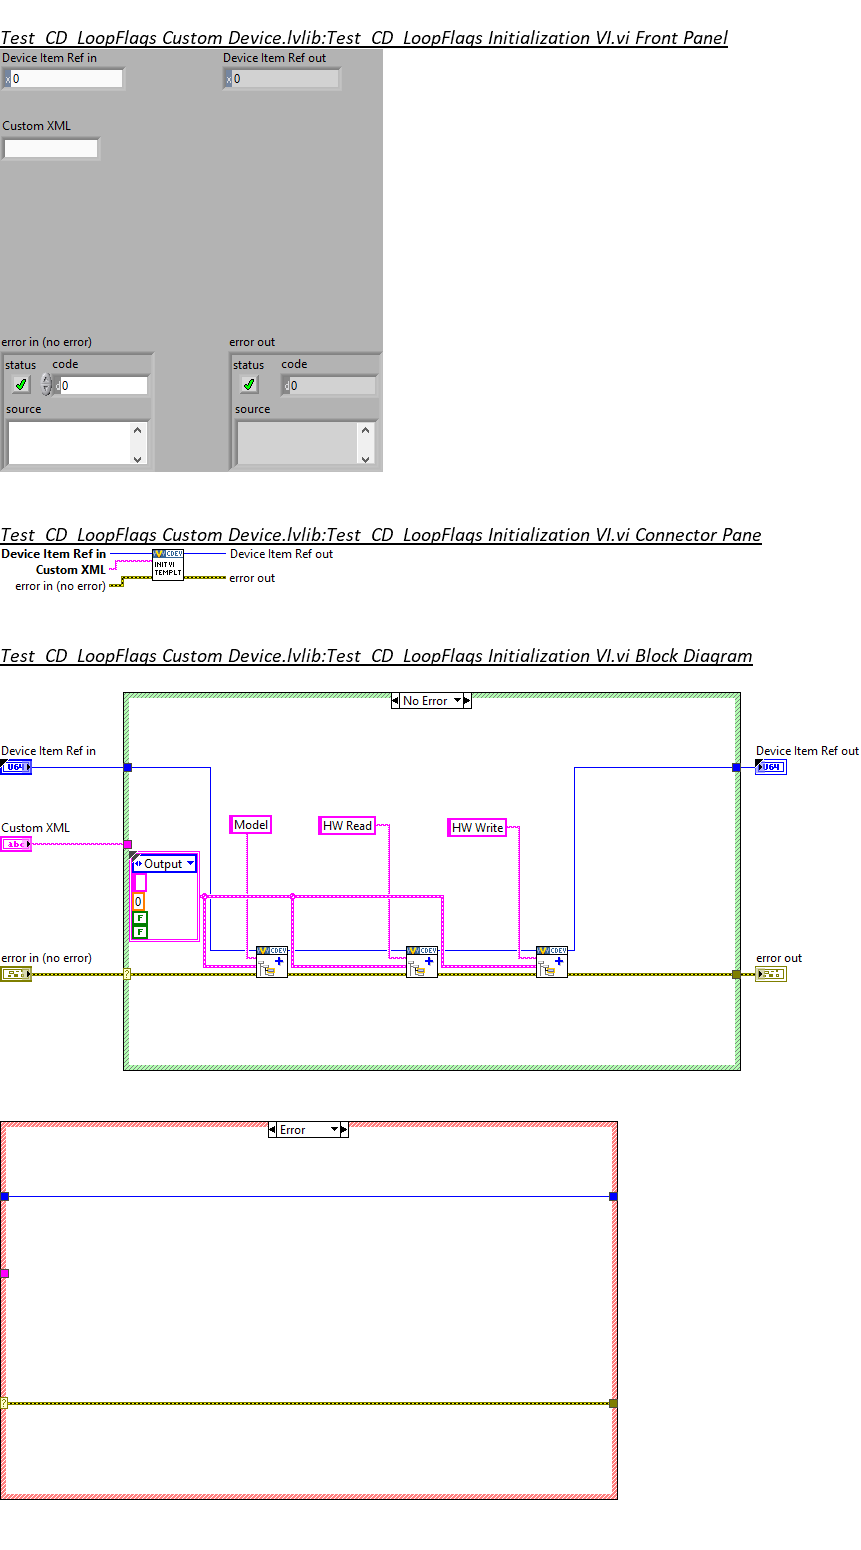 Test_CD_LoopFlags Custom Device.lvlib:Test_CD_LoopFlags Initialization VI.vi Front Panel
Device Item Ref in
Device Item Ref out
x 0
x 0
Custom XML
error in (no error)
error out
status
code
status
code
d 0
d 0
source
source
Test_CD_LoopFlags Custom Device.lvlib:Test_CD_LoopFlags Initialization VI.vi Connector Pane
Device Item Ref in
CDEV
Device Item Ref out
Custom XML
INIT VI
TEMPLT
error in (no error)
error out
Test_CD_LoopFlags Custom Device.lvlib:Test_CD_LoopFlags Initialization VI.vi Block Diagram
No Error
Device Item Ref in
Device Item Ref out
U64
U64
Custom XML
Model
HW Read
HW Write
abc
Output
0
F
F
error in (no error)
CDEV
CDEV
CDEV
error out
?
Error
?